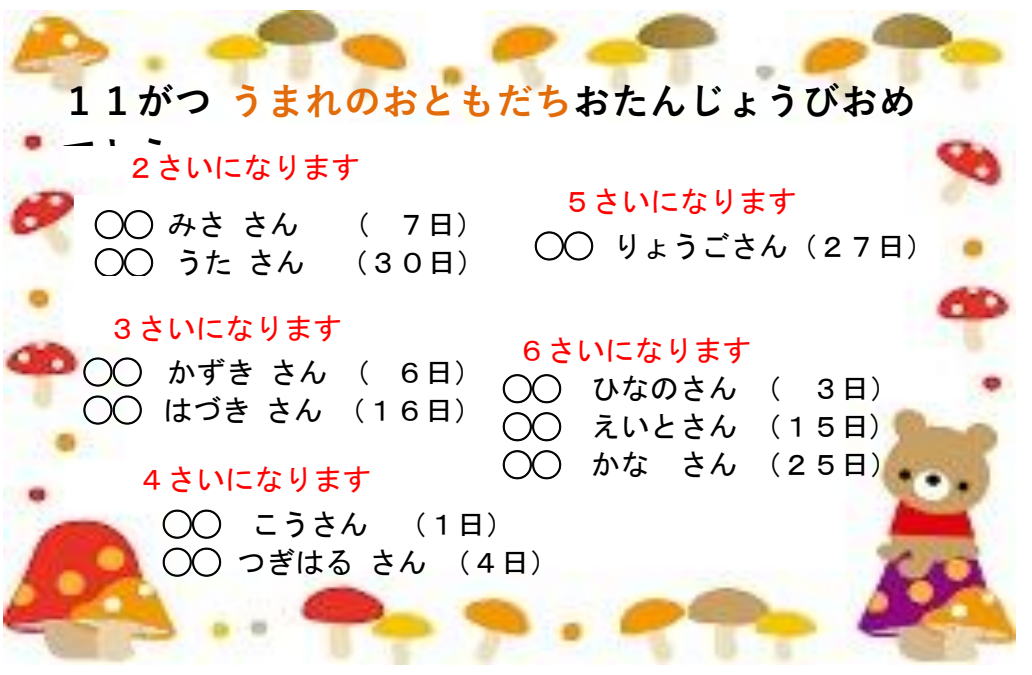 １１がつ うまれのおともだちおたんじょうびおめ
２さいになります
○○ みさ さん （ ７日）
○○ うた さん （３０日）
３さいになります
○○ かずき さん （ ６日）
○○ はづき さん （１６日）
４さいになります
○○ こうさん （１日）
○○ つぎはる さん （４日）
５さいになります
○○ りょうごさん（２７日）
６さいになります
○○ ひなのさん （ ３日）
○○ えいとさん （１５日）
○○ かな さん （２５日）